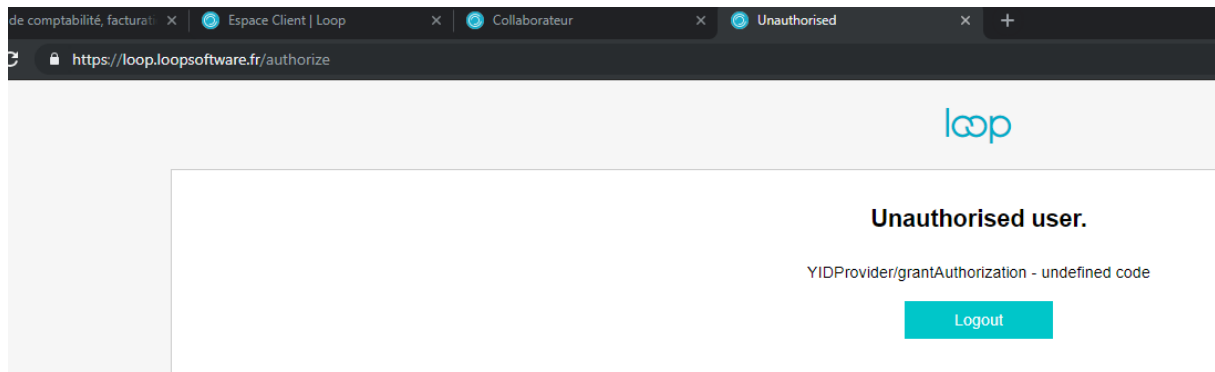 de comptabilité, facturati
Espace Client | Loop
Collaborateur
Unauthorised
https://loop.loopsoftware.fr/authorize
loop
Unauthorised user.
YIDProvider/grantAuthorization - undefined code
Logout